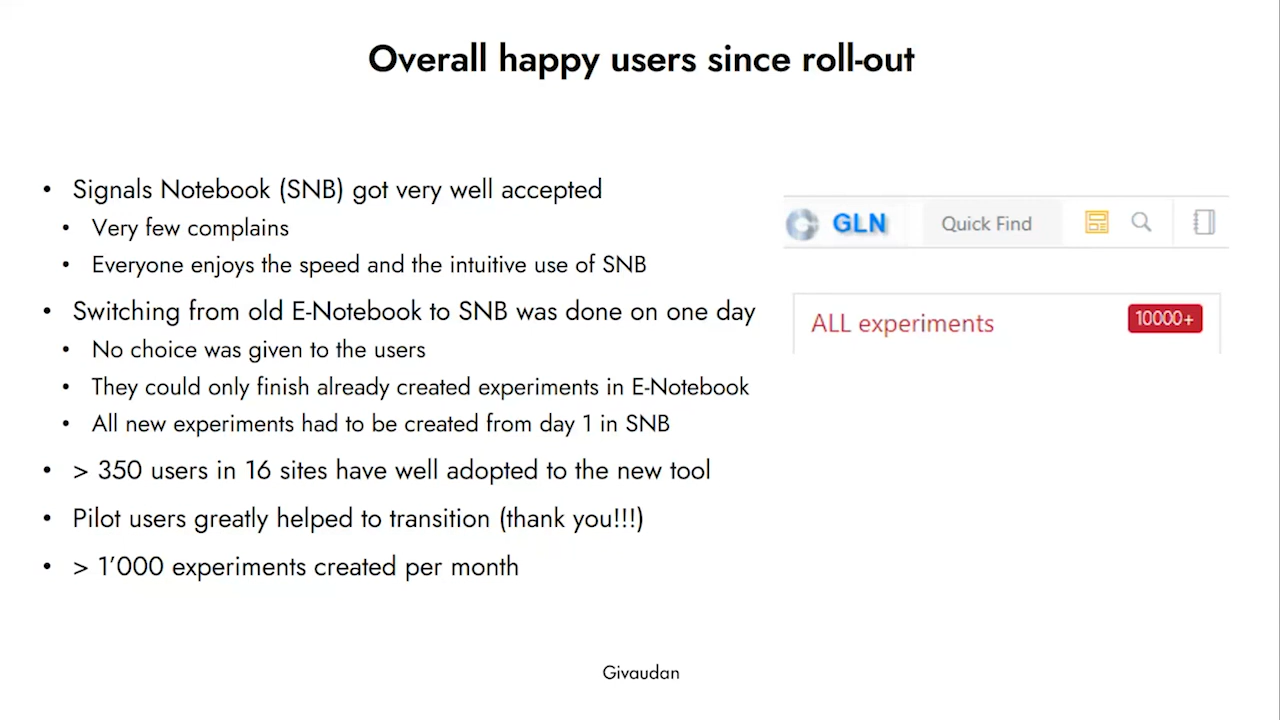 Overall happy users since roll-out
• Signals Notebook (SNB) got very well accepted
• Very few complains
• Everyone enjoys the speed and the intuitive use of SNB
• Switching from old E-Notebook to SNB was done on one day
• No choice was given to the users
• They could only finish already created experiments in E-Notebook
• All new experiments had to be created from day 1 in SNB
• > 350 users in 16 sites have well adopted to the new tool
• Pilot users greatly helped to transition (thank you!!!)
• > 1’000 experiments created per month
GLN Quick Find
ALL experiments 10000+
Givaudan